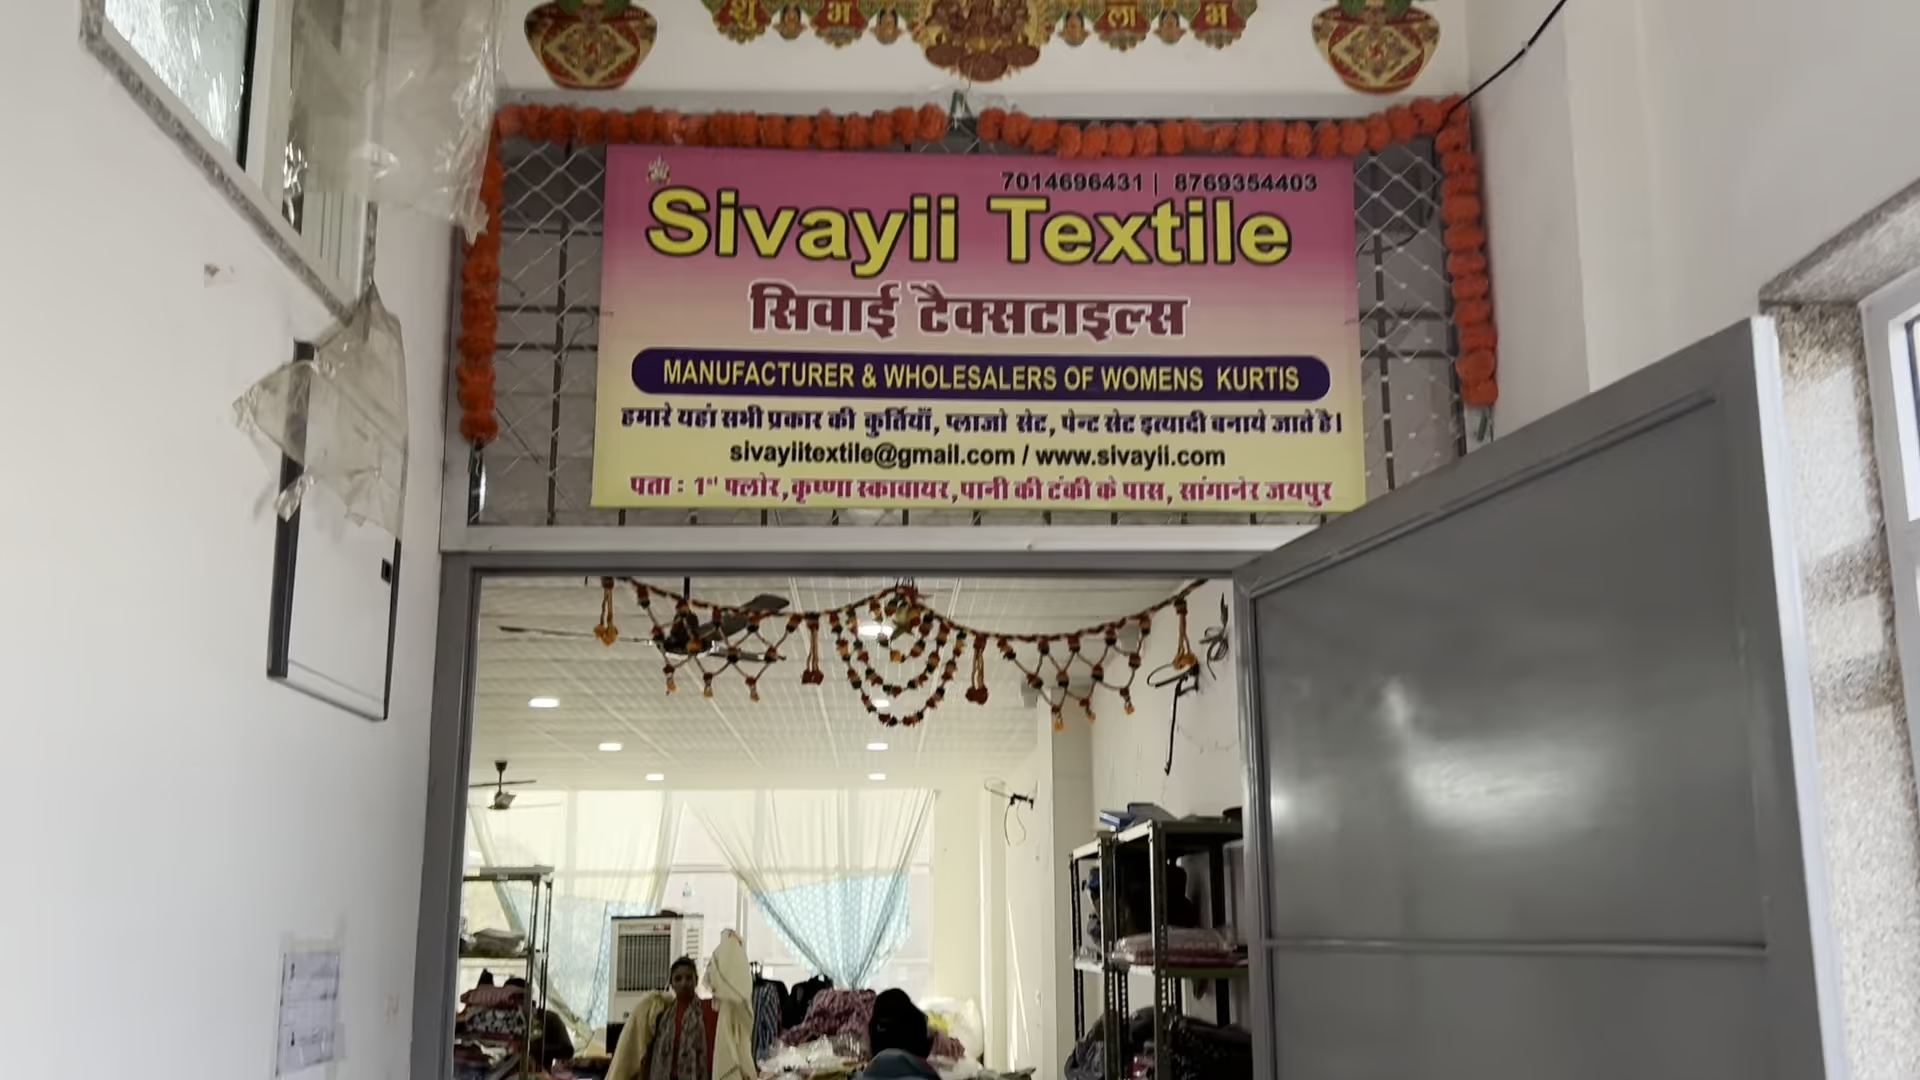 शु भ ला भ
7014696431 | 8769354403
Sivayii Textile
सिवाई टैक्सटाइल्स
MANUFACTURER & WHOLESALERS OF WOMENS KURTIS
हमारे यहां सभी प्रकार की कुर्तियाँ, प्लाजो सेट, पेन्ट सेट इत्यादी बनाये जाते है।
sivayiitextile@gmail.com / www.sivayii.com
पता : 1st फ्लोर, कृष्णा स्कावायर, पानी की टंकी के पास, सांगानेर जयपुर